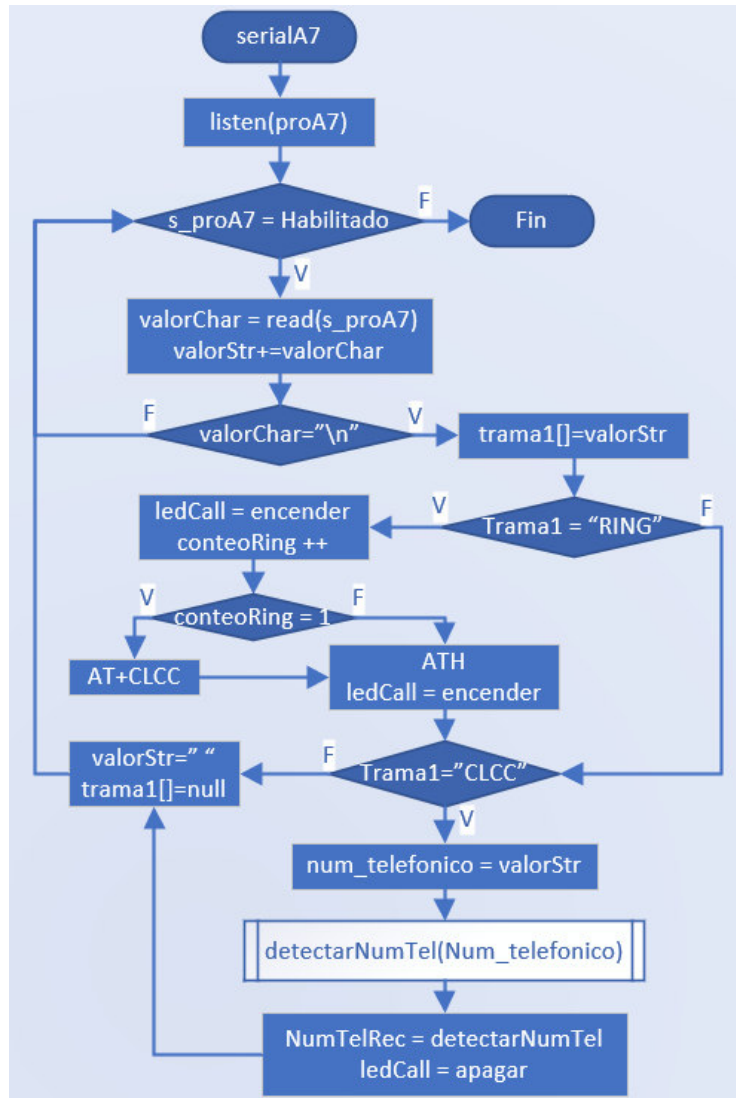 serialA7
listen(proA7)
s_proA7 = Habilitado
F
Fin
V
valorChar = read(s_proA7)
valorStr+=valorChar
F
valorChar=”\n”
V
trama1[]=valorStr
ledCall = encender
conteoRing ++
V
Trama1 = “RING”
F
V
conteoRing = 1
F
AT+CLCC
ATH
ledCall = encender
valorStr=” “
trama1[]=null
F
Trama1=”CLCC”
V
num_telefonico = valorStr
detectarNumTel(Num_telefonico)
NumTelRec = detectarNumTel
ledCall = apagar